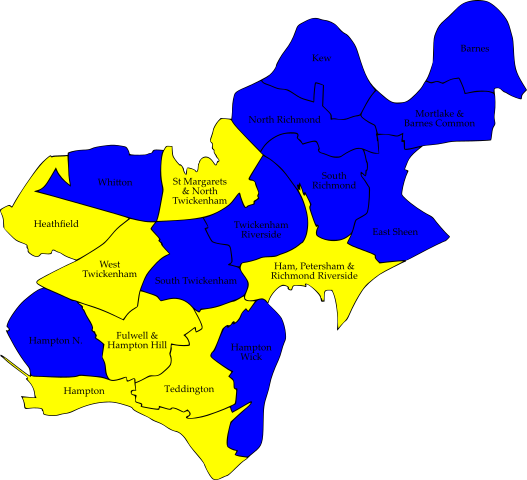 Barnes
Kew
Mortlake &
Barnes Common
North Richmond
South
Richmond
St Margarets
& North
Twickenham
Whitton
Heathfield
Twickenham
Riverside
East Sheen
West
Twickenham
Ham, Petersham &
Richmond Riverside
South Twickenham
Fulwell &
Hampton Hill
Hampton N
Hampton
Wick
Hampton
Teddington